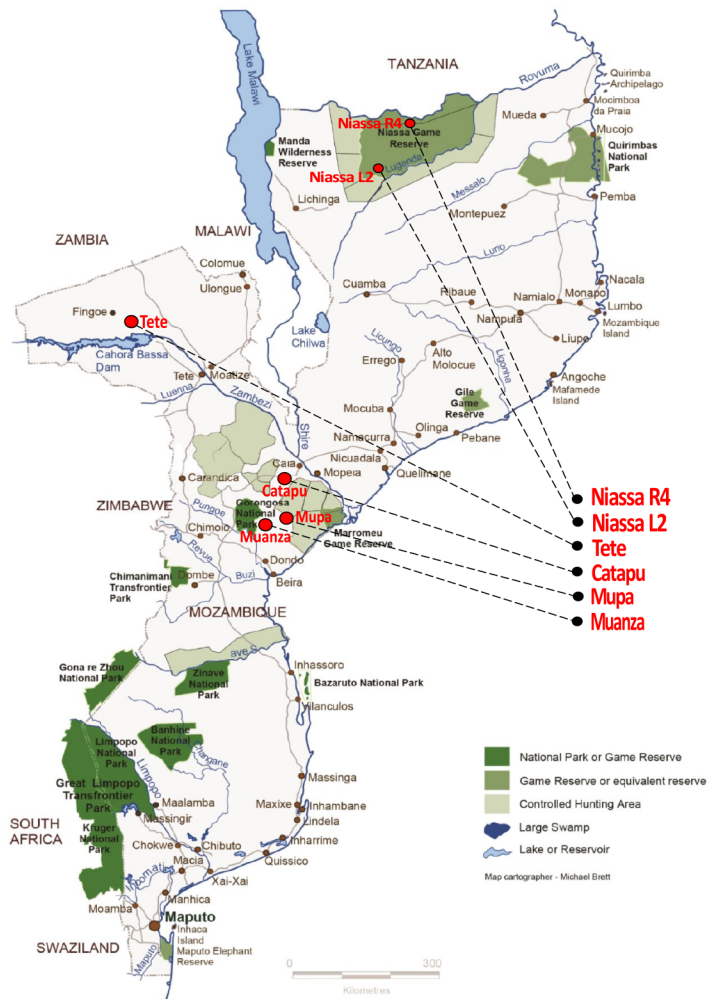 TANZANIA
Rovuma
Quirimba
Archipelago
Mocimboa
da Praia
Mueda
Mucojo
Quirimbas
National
Park
Lake Malawi
Niassa R4
Niassa Game
Reserve
Manda
Wilderness
Reserve
Niassa L2
Lugenda
Lichinga
Messalo
Montepuez
Pemba
ZAMBIA
MALAWI
Lurio
Colomue
Ulongue
Fingoe
Tete
Cahora Bassa
Dam
Tete
Moatize
Lake
Chilwa
Cuamba
Ribaue
Namialo
Monapo
Nacala
Lumbo
Mozambique
Island
Nampula
Liupo
Lioungo
Ligonha
Errego
Alto
Molocue
Angoche
Mafamede
Island
Luenna
Zambezi
Shire
Gile
Game
Reserve
Mocuba
Olinga
Pebane
Namacurra
Nicuadala
Quelimane
Caia
Mopeia
Carandica
Catapu
ZIMBABWE
Pungoe
Gorongosa
National
Park
Mupa
Muanza
Marromeu
Game Reserve
Chimoio
Revue
Dondo
Beira
Buzi
Chimanimani
Transfrontier
Park
Dombe
MOZAMBIQUE
Niassa R4
Niassa L2
Tete
Catapu
Mupa
Muanza
ave S
Gona re Zhou
National Park
Zinave
National
Park
Inhassoro
Bazaruto National Park
Vilanculos
Banhine
National
Park
Limpopo
National
Park
Great Limpopo
Transfrontier
Park
Limpopo
Massinga
Maalamba
Massingir
Maxixe
Inhambane
Lindela
SOUTH
AFRICA
Kruger
National
Park
Chokwe
Chibuto
Inharrime
Quissico
Macia
Xai-Xai
Manhica
Moamba
Maputo
Inhaca
Island
Maputo Elephant
Reserve
SWAZILAND
Maputo
National Park or Game Reserve
Game Reserve or equivalent reserve
Controlled Hunting Area
Large Swamp
Lake or Reservoir
Map cartographer - Michael Brett
0 300
Kilometres